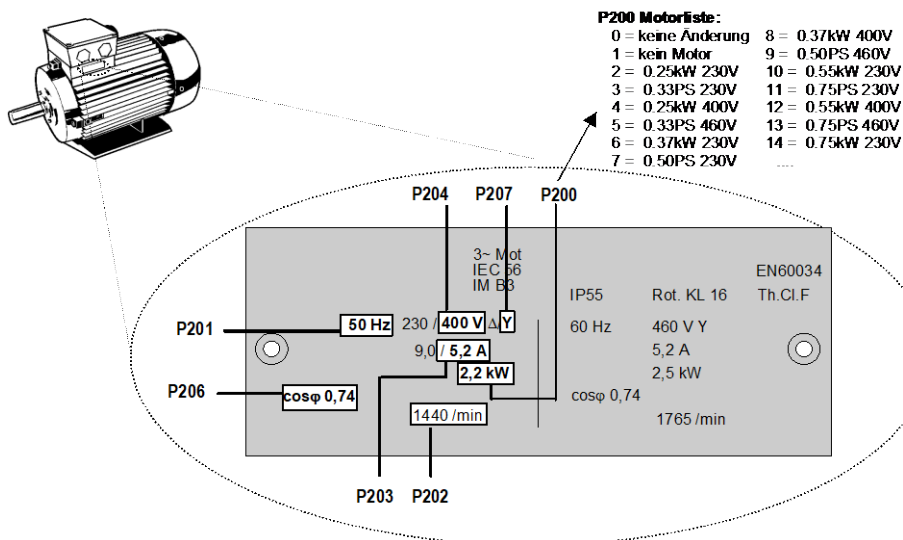 P200 Motorliste:
0 = keine Änderung
1 = kein Motor
2 = 0.25kW 230V
3 = 0.33PS 230V
4 = 0.25kW 400V
5 = 0.33PS 460V
6 = 0.37kW 230V
7 = 0.50PS 230V
8 = 0.37kW 400V
9 = 0.50PS 460V
10 = 0.55kW 230V
11 = 0.75PS 230V
12 = 0.55kW 400V
13 = 0.75PS 460V
14 = 0.75kW 230V
....
P204 P207 P200
3~ Mot
IEC 56
IM B3
EN60034
IP55 Rot. KL 16 Th.Cl.F
P201
50 Hz 230 / 400 V Δ/Y
60 Hz 460 V Y
9,0 / 5,2 A
5,2 A
2,2 kW
2,5 kW
P206
cosφ 0,74
cosφ 0,74
1440 /min
1765 /min
P203 P202